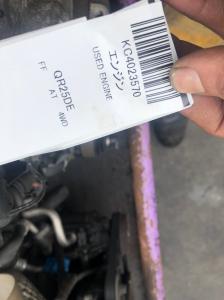 KC4023570
エンジン
USED ENGINE
QR25DE
AT 4WD
FF